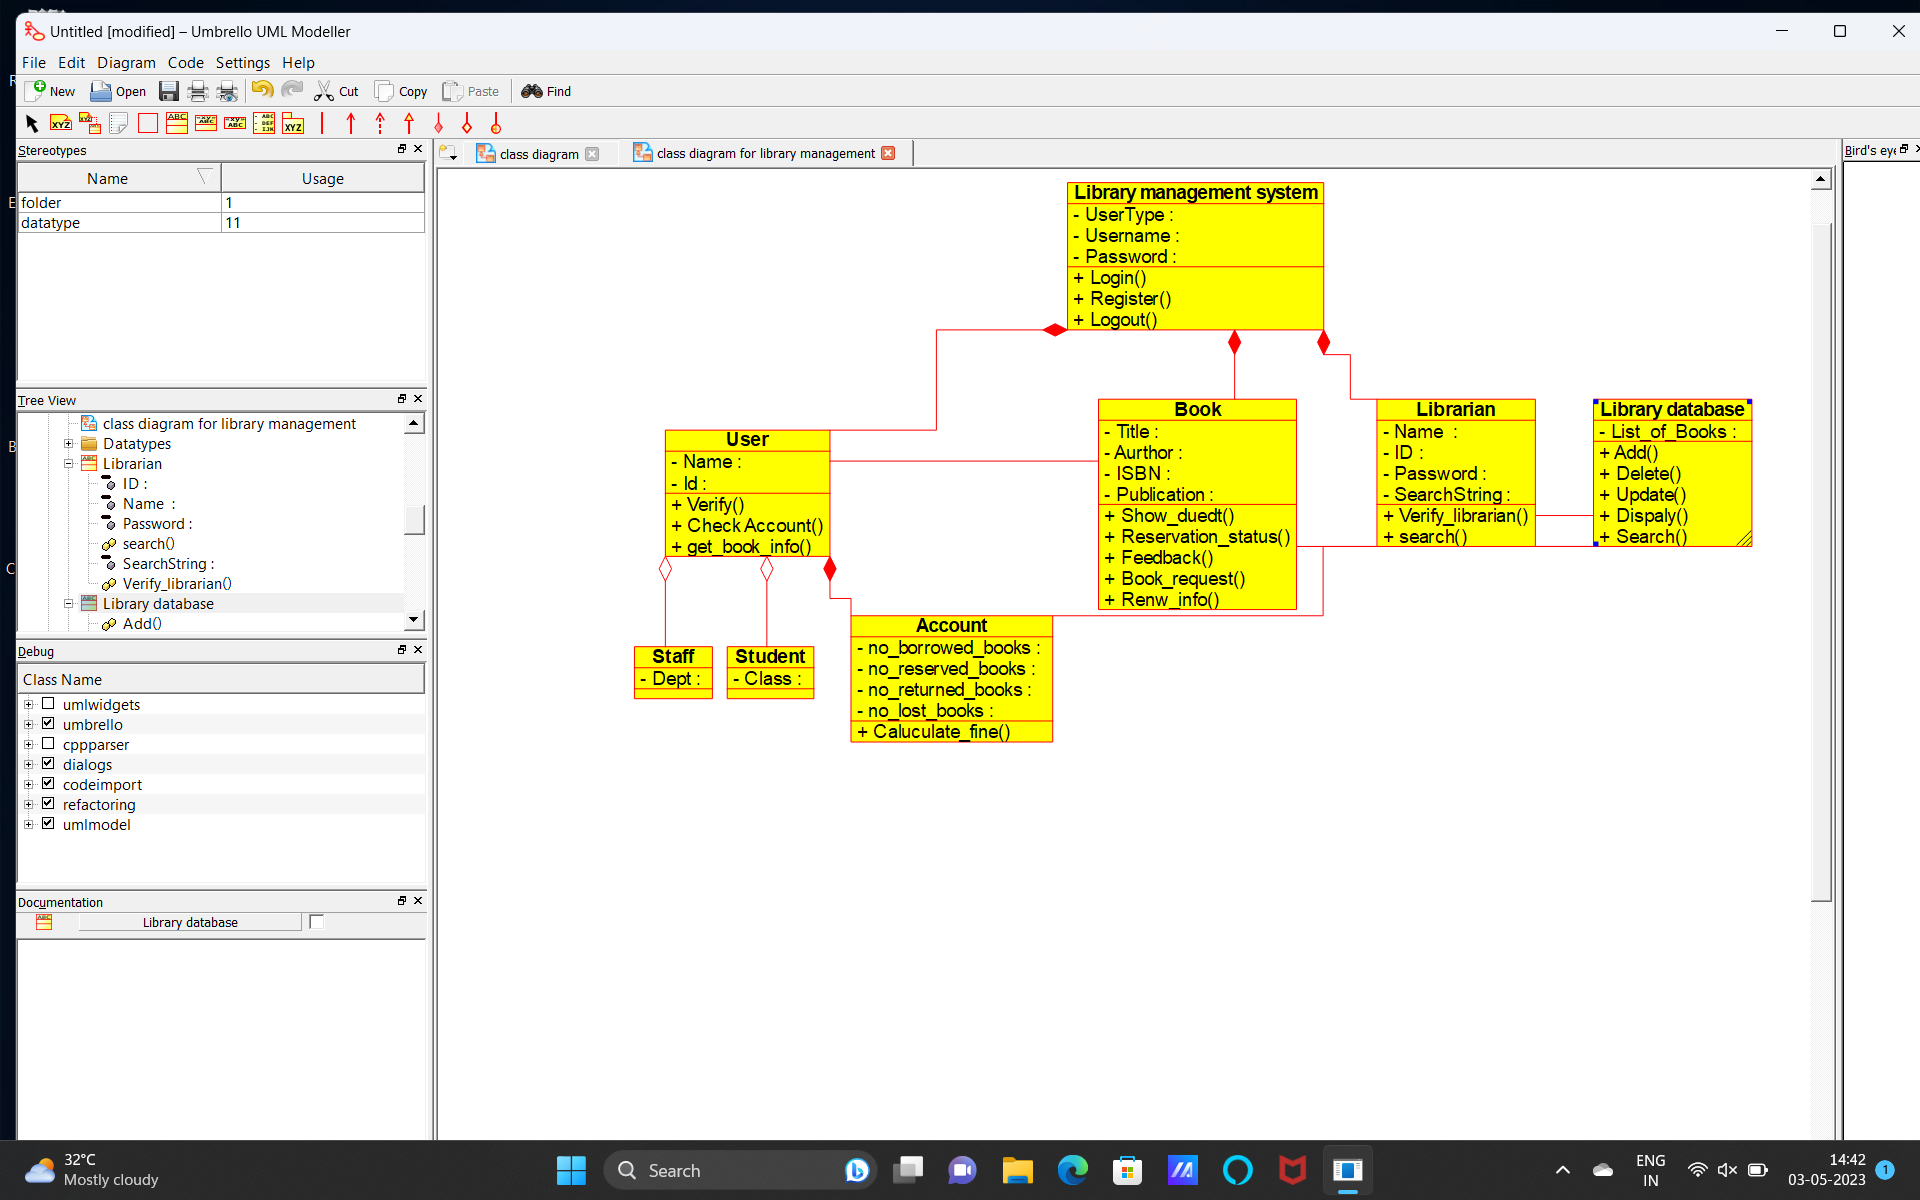 Untitled [modified] – Umbrello UML Modeller
File Edit Diagram Code Settings Help
New Open Cut Copy Paste Find
Stereotypes
Name Usage
folder 1
datatype 11
Tree View
class diagram for library management
Datatypes
Librarian
ID :
Name :
Password :
search()
SearchString :
Verify_librarian()
Library database
Add()
Debug
Class Name
umlwidgets
umbrello
cppparser
dialogs
codeimport
refactoring
umlmodel
Documentation
Library database
class diagram class diagram for library management
Bird's eye
Library management system
- UserType :
- Username :
- Password :
+ Login()
+ Register()
+ Logout()
User
- Name :
- Id :
+ Verify()
+ Check Account()
+ get_book_info()
Book
- Title :
- Aurthor :
- ISBN :
- Publication :
+ Show_duedt()
+ Reservation_status()
+ Feedback()
+ Book_request()
+ Renw_info()
Librarian
- Name :
- ID :
- Password :
- SearchString :
+ Verify_librarian()
+ search()
Library database
- List_of_Books :
+ Add()
+ Delete()
+ Update()
+ Dispaly()
+ Search()
Staff
- Dept :
Student
- Class :
Account
- no_borrowed_books :
- no_reserved_books :
- no_returned_books :
- no_lost_books :
+ Caluculate_fine()
32°C
Mostly cloudy
Search
ENG
IN
14:42
03-05-2023
1